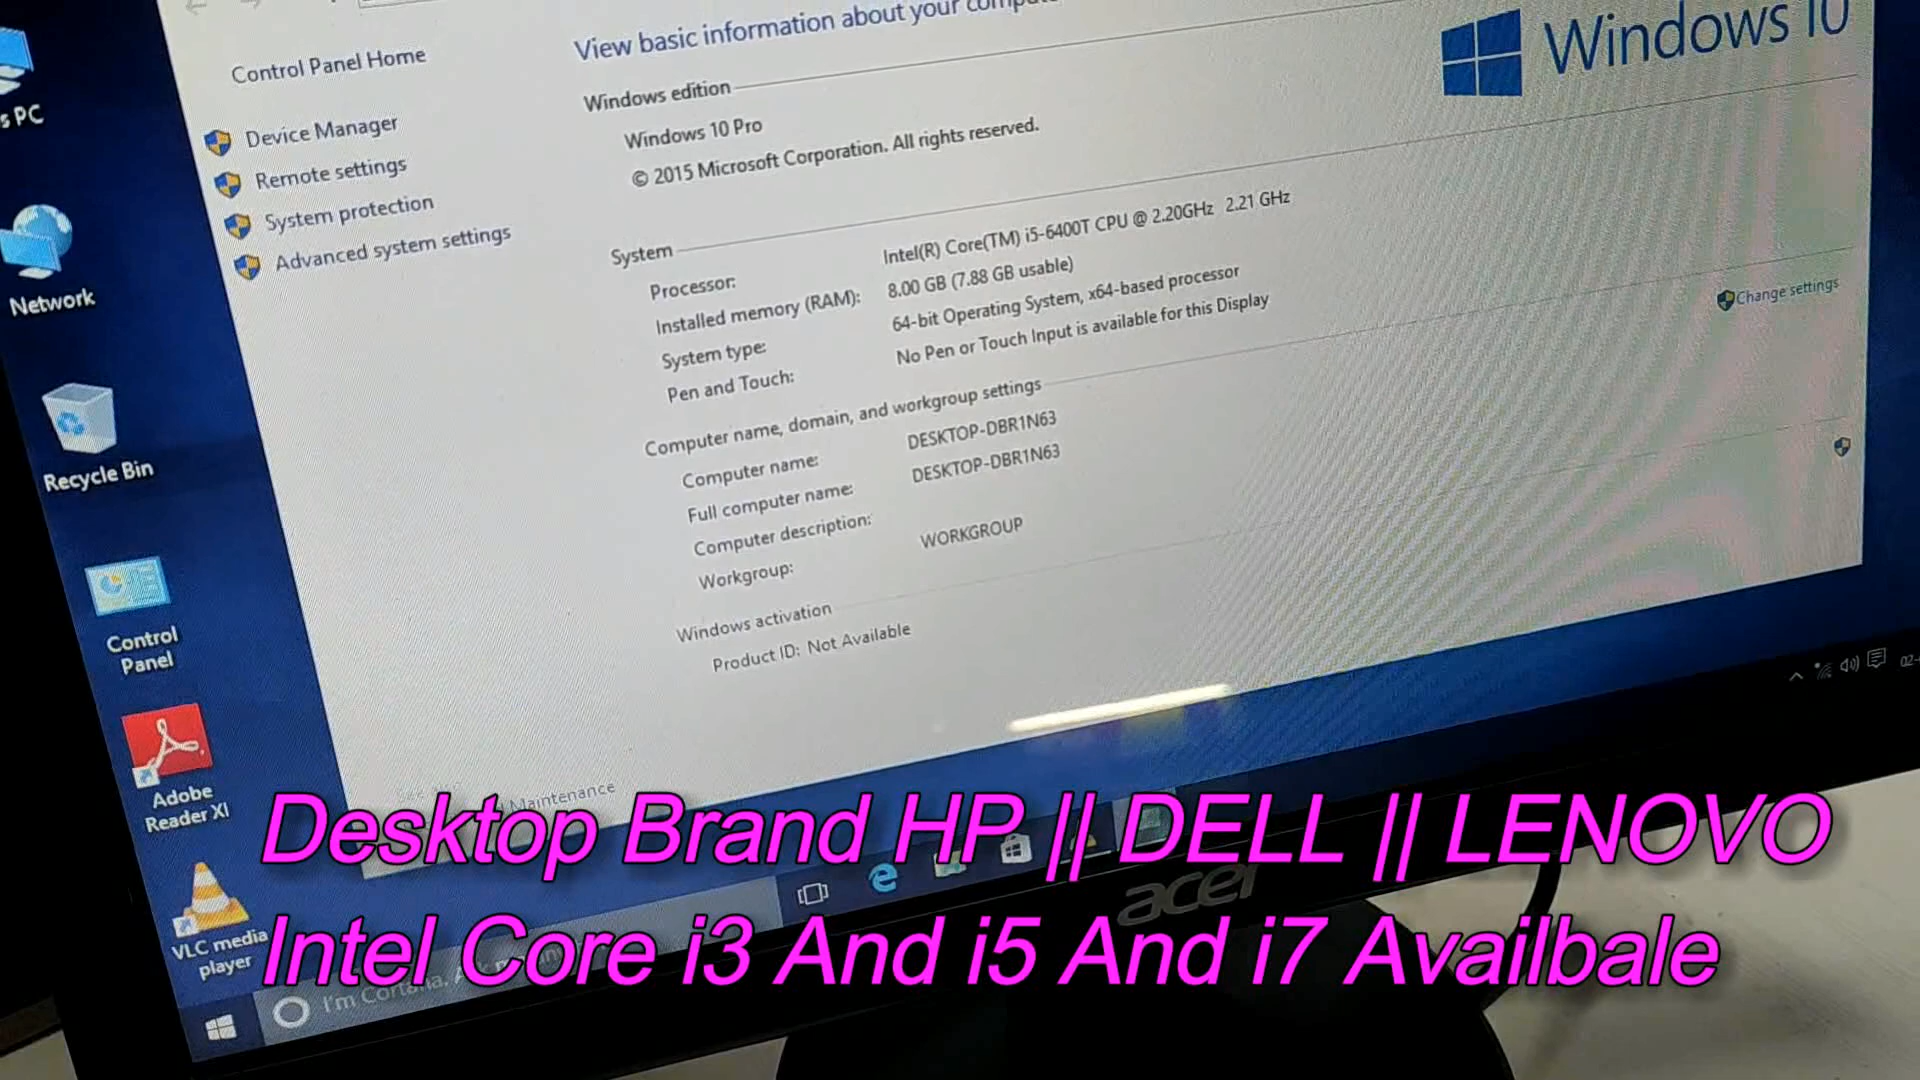 View basic information about your
Windows 10
Control Panel Home
Windows edition
Windows 10 Pro
© 2015 Microsoft Corporation. All rights reserved.
Device Manager
Remote settings
System protection
Advanced system settings
System
Processor: Intel(R) Core(TM) i5-6400T CPU @ 2.20GHz 2.21 GHz
Installed memory (RAM): 8.00 GB (7.88 GB usable)
System type: 64-bit Operating System, x64-based processor
Pen and Touch: No Pen or Touch Input is available for this Display
Computer name, domain, and workgroup settings
Computer name: DESKTOP-DBR1N63
Full computer name: DESKTOP-DBR1N63
Computer description:
Workgroup: WORKGROUP
Change settings
Windows activation
Product ID: Not Available
Maintenance
PC
Network
Recycle Bin
Control
Panel
Adobe
Reader XI
VLC media
player
I'm Cortana.
acer
Desktop Brand HP || DELL || LENOVO
Intel Core i3 And i5 And i7 Availbale